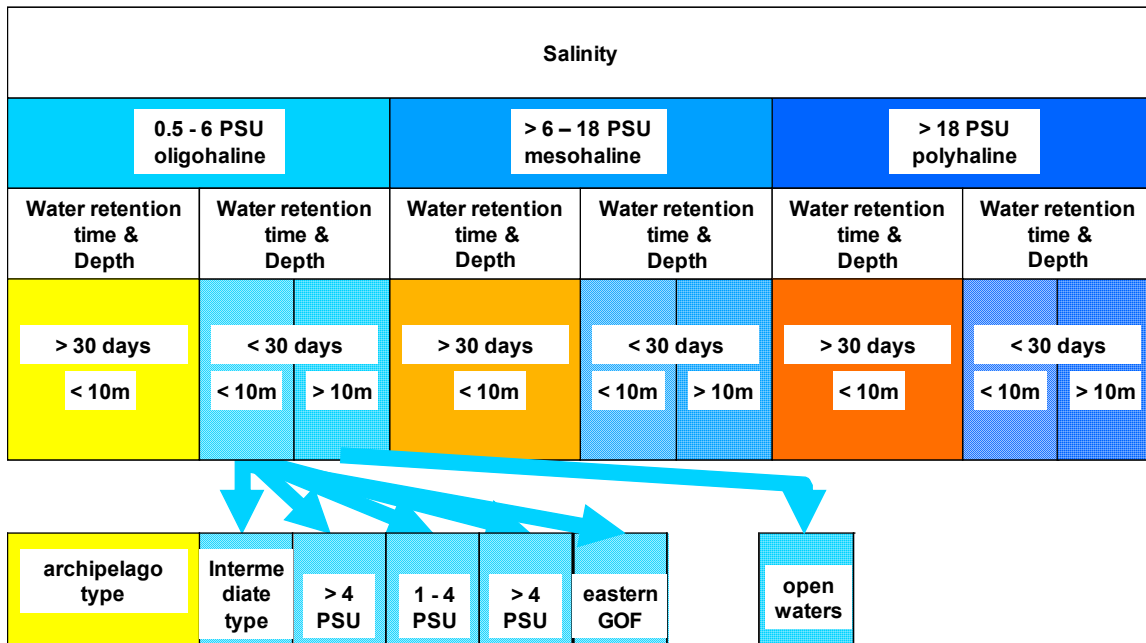 Salinity
0.5 - 6 PSU
oligohaline
> 6 – 18 PSU
mesohaline
> 18 PSU
polyhaline
Water retention
time &
Depth
Water retention
time &
Depth
Water retention
time &
Depth
Water retention
time &
Depth
Water retention
time &
Depth
Water retention
time &
Depth
> 30 days
< 10m
< 30 days
< 10m
> 10m
> 30 days
< 10m
< 30 days
< 10m
> 10m
> 30 days
< 10m
< 30 days
< 10m
> 10m
archipelago
type
Interme
diate
type
> 4
PSU
1 - 4
PSU
> 4
PSU
eastern
GOF
open
waters